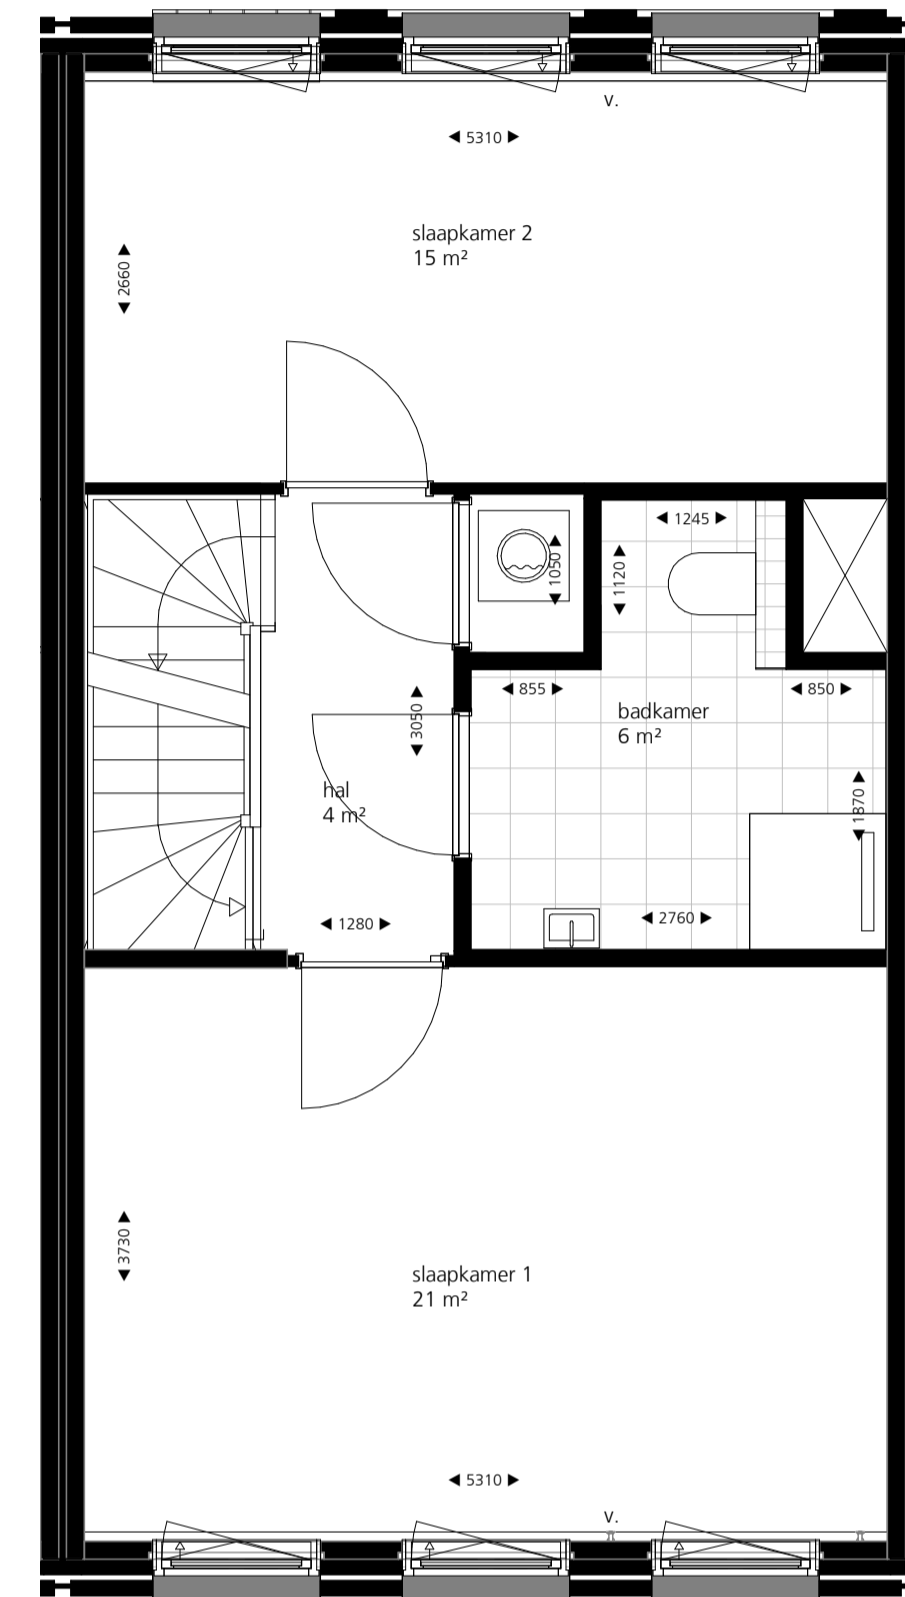 v.
5310
slaapkamer 2
15 m²
2660
1245
1050
1120
855
850
3050
badkamer
6 m²
hal
4 m²
1870
1280
2760
3730
slaapkamer 1
21 m²
5310
v.